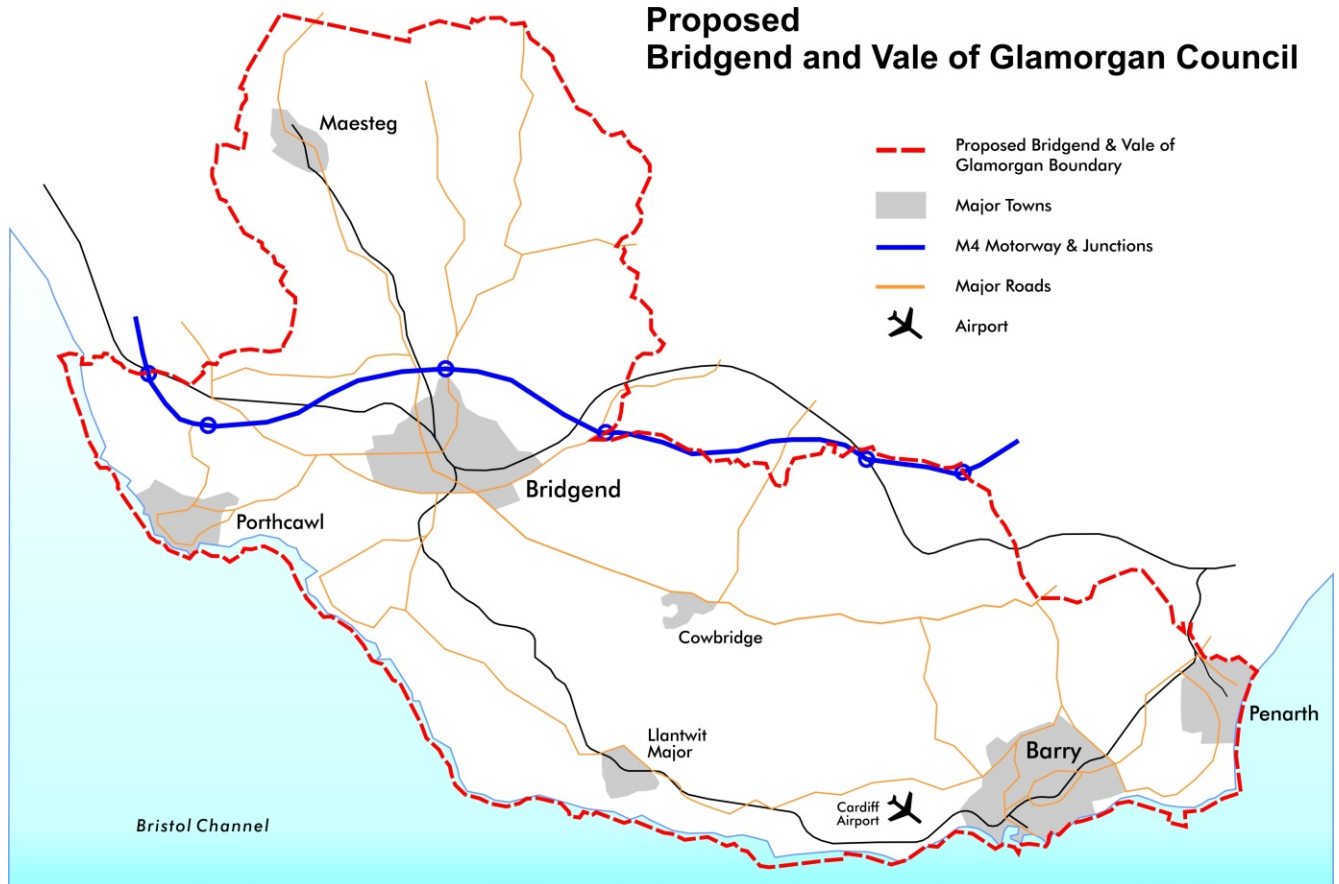 Proposed
Bridgend and Vale of Glamorgan Council
Proposed Bridgend & Vale of
Glamorgan Boundary
Major Towns
M4 Motorway & Junctions
Major Roads
Airport
Maesteg
Bridgend
Porthcawl
Cowbridge
Penarth
Llantwit
Major
Barry
Cardiff
Airport
Bristol Channel